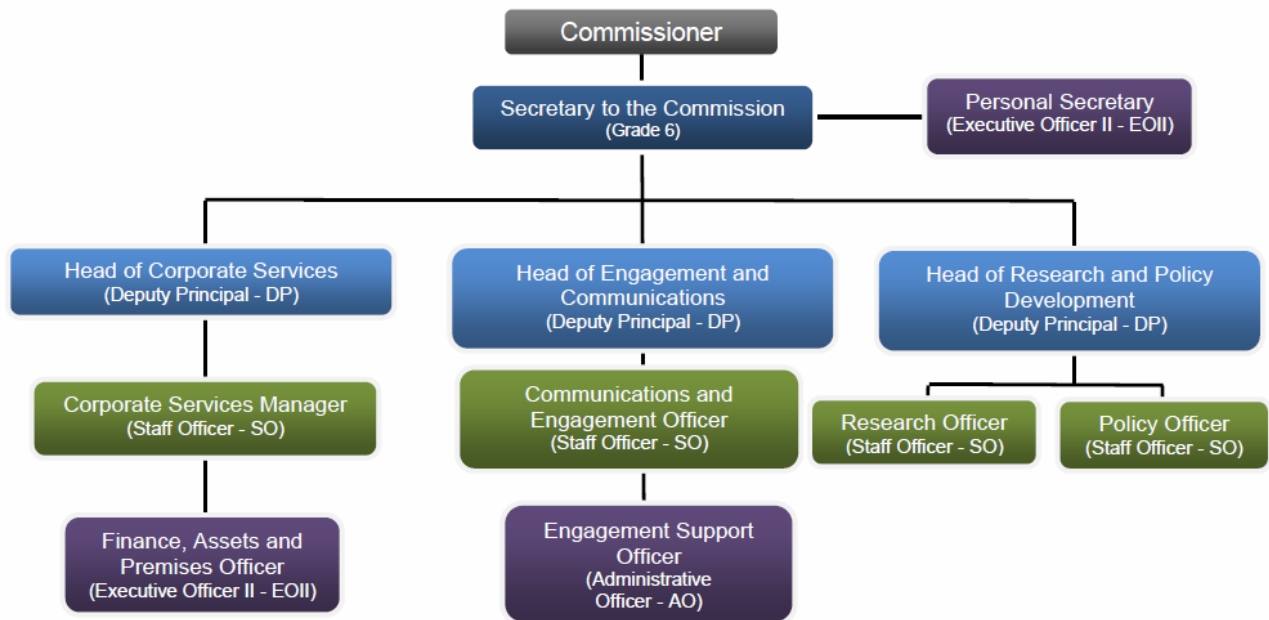 Commissioner
Secretary to the Commission
(Grade 6)
Personal Secretary
(Executive Officer II - EOII)
Head of Corporate Services
(Deputy Principal - DP)
Head of Engagement and
Communications
(Deputy Principal - DP)
Head of Research and Policy
Development
(Deputy Principal - DP)
Corporate Services Manager
(Staff Officer - SO)
Communications and
Engagement Officer
(Staff Officer - SO)
Research Officer
(Staff Officer - SO)
Policy Officer
(Staff Officer - SO)
Finance, Assets and
Premises Officer
(Executive Officer II - EOII)
Engagement Support
Officer
(Administrative
Officer - AO)